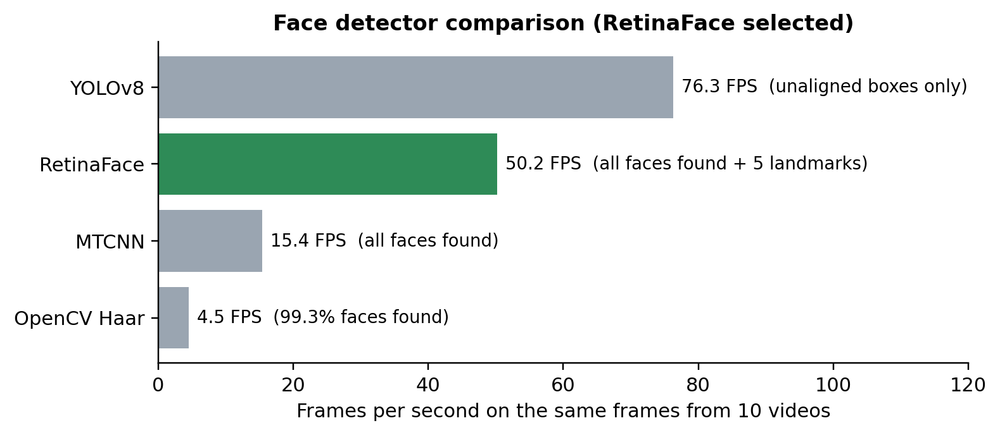 Face detector comparison (RetinaFace selected)
YOLOv8
76.3 FPS  (unaligned boxes only)
RetinaFace
50.2 FPS  (all faces found + 5 landmarks)
MTCNN
15.4 FPS  (all faces found)
OpenCV Haar
4.5 FPS  (99.3% faces found)
0 20 40 60 80 100 120
Frames per second on the same frames from 10 videos